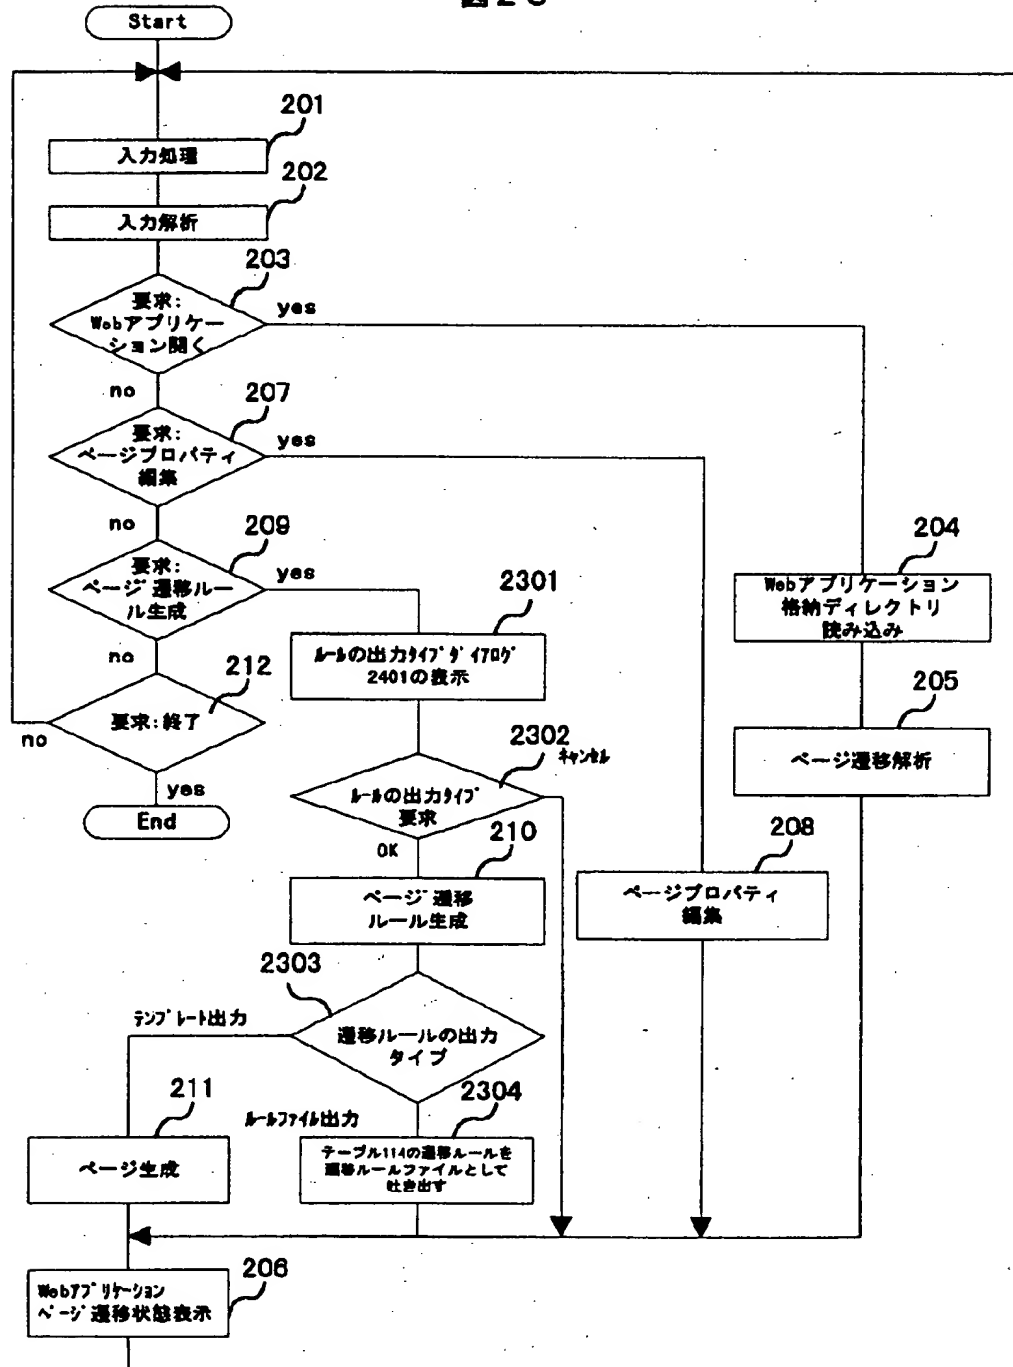 Start
201
入力処理
202
入力解析
203
要求:
Webアプリケー
ション開く
yes
no
207
要求:
ページプロパティ
編集
yes
no
209
要求:
ページ遷移ルー
ル生成
yes
no
212
要求:終了
no
yes
End
2301
ルールの出力タイプダイアログ
2401の表示
2302
キャンセル
ルールの出力タイプ
要求
OK
210
ページ遷移
ルール生成
2303
遷移ルールの出力
タイプ
テンプレート出力
ルールファイル出力
211
ページ生成
2304
テーブル114の遷移ルールを
遷移ルールファイルとして
吐き出す
204
Webアプリケーション
格納ディレクトリ
読み込み
205
ページ遷移解析
208
ページプロパティ
編集
206
Webアプリケーション
ページ遷移状態表示